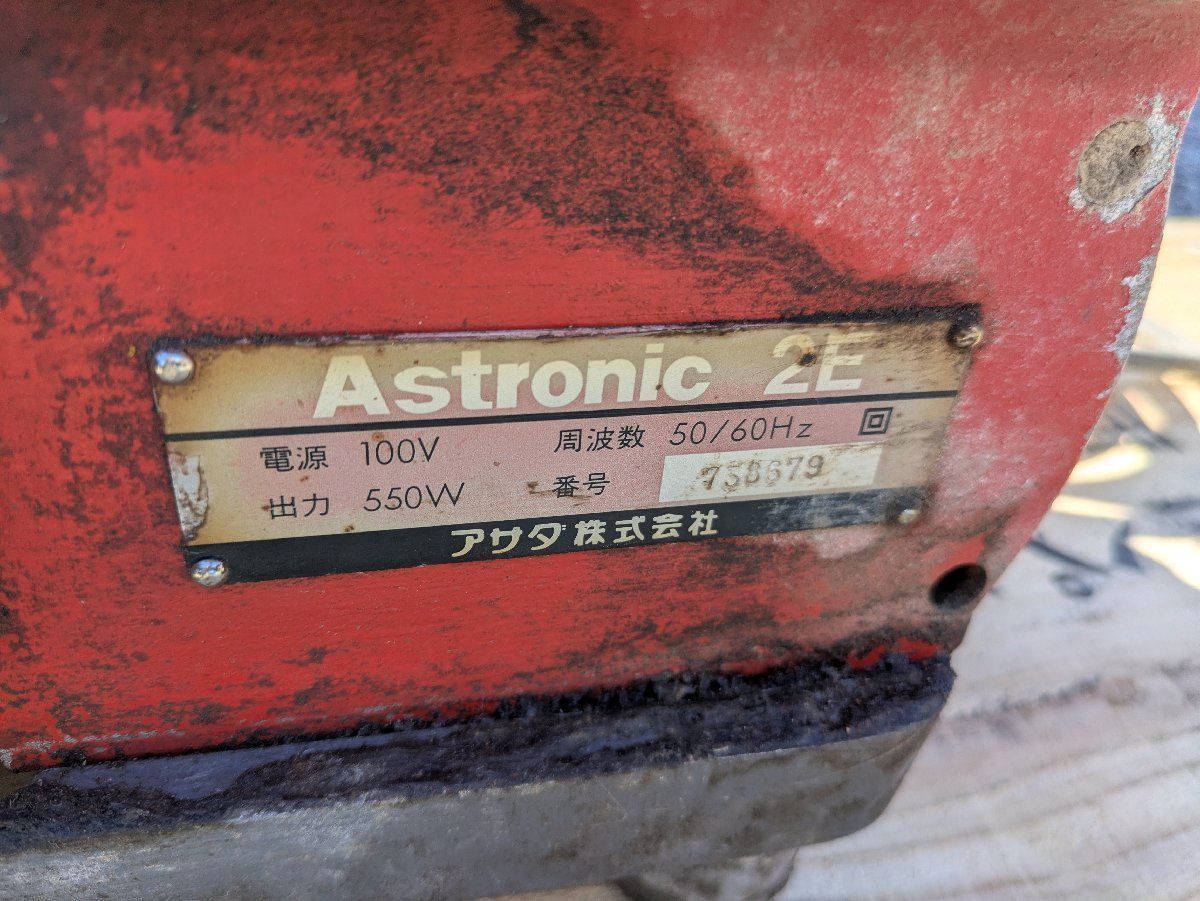 Astronic 2E
電源 100V 周波数 50/60Hz
出力 550W 番号 738679
アサダ株式会社